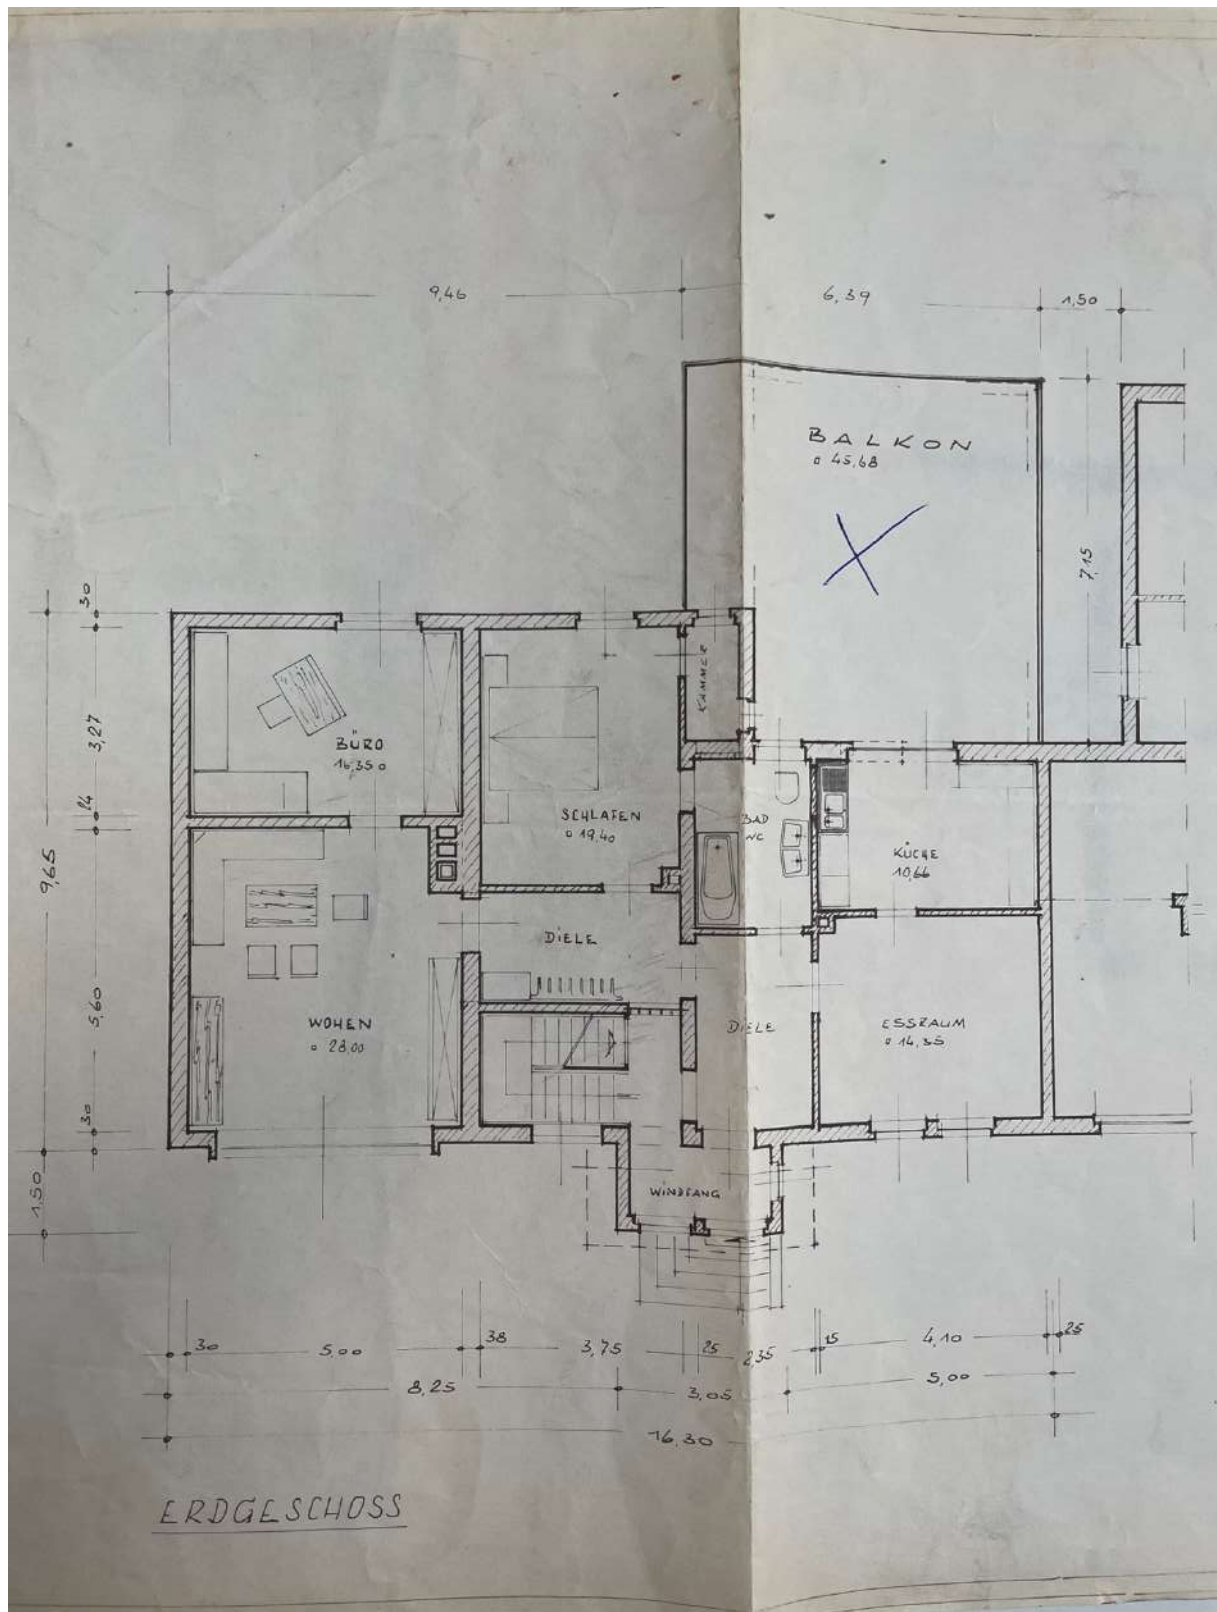 9,46
6,39
1,50
BALKON
▫ 45,68
7,15
30
3,27
24
9,65
5,60
30
1,50
KAMMER
BÜRO
16,35 ▫
SCHLAFEN
▫ 19,40
BAD
WC
KÜCHE
10,66
DIELE
WOHEN
▫ 28,00
DIELE
ESSRAUM
▫ 14,35
WINDFANG
30
5,00
38
3,75
25
2,35
15
4,10
25
8,25
3,05
5,00
16,30
ERDGESCHOSS